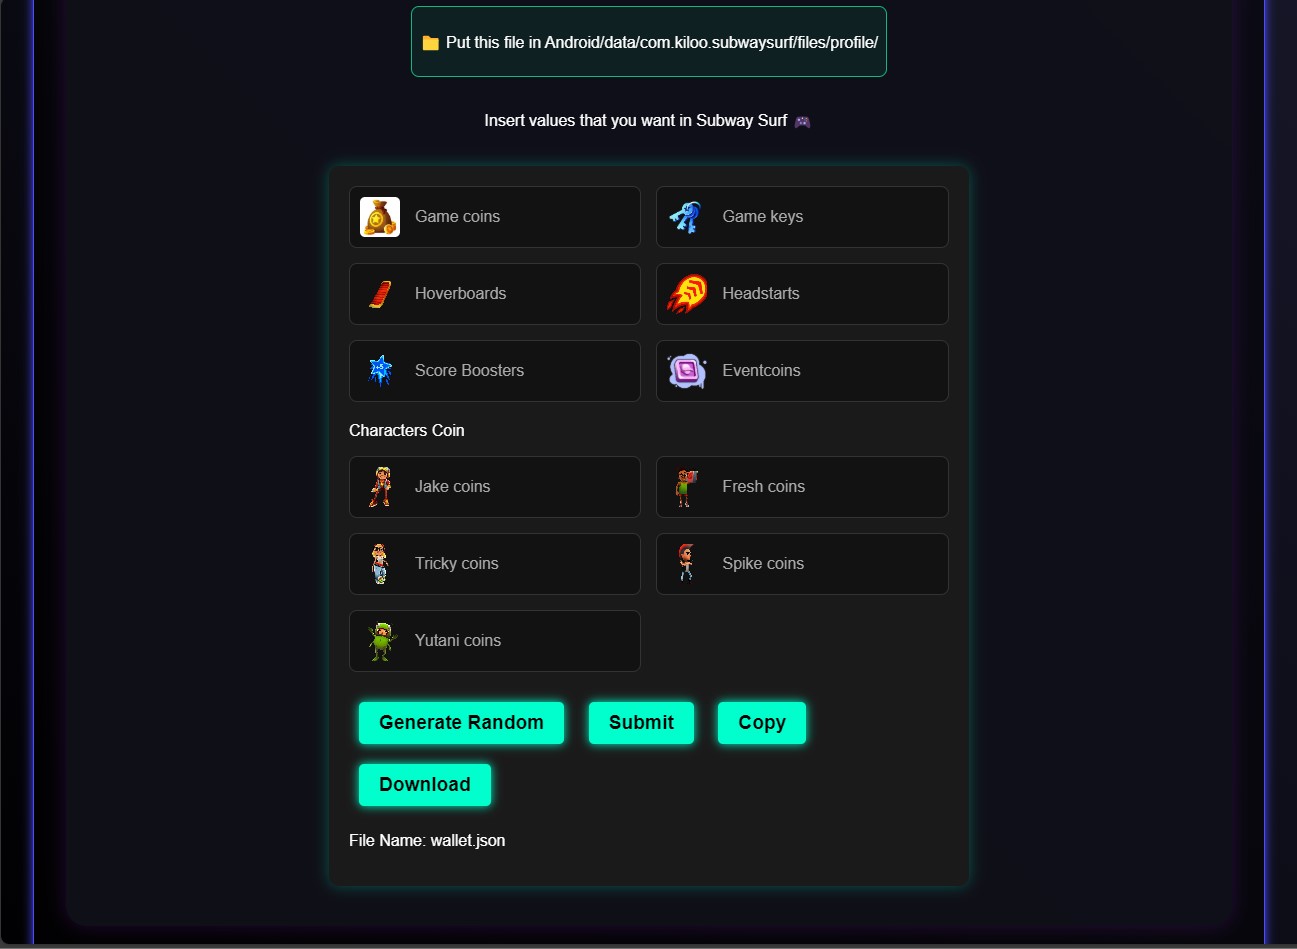 Put this file in Android/data/com.kiloo.subwaysurf/files/profile/
Insert values that you want in Subway Surf
Game coins
Game keys
Hoverboards
Headstarts
Score Boosters
Eventcoins
Characters Coin
Jake coins
Fresh coins
Tricky coins
Spike coins
Yutani coins
Generate Random
Submit
Copy
Download
File Name: wallet.json